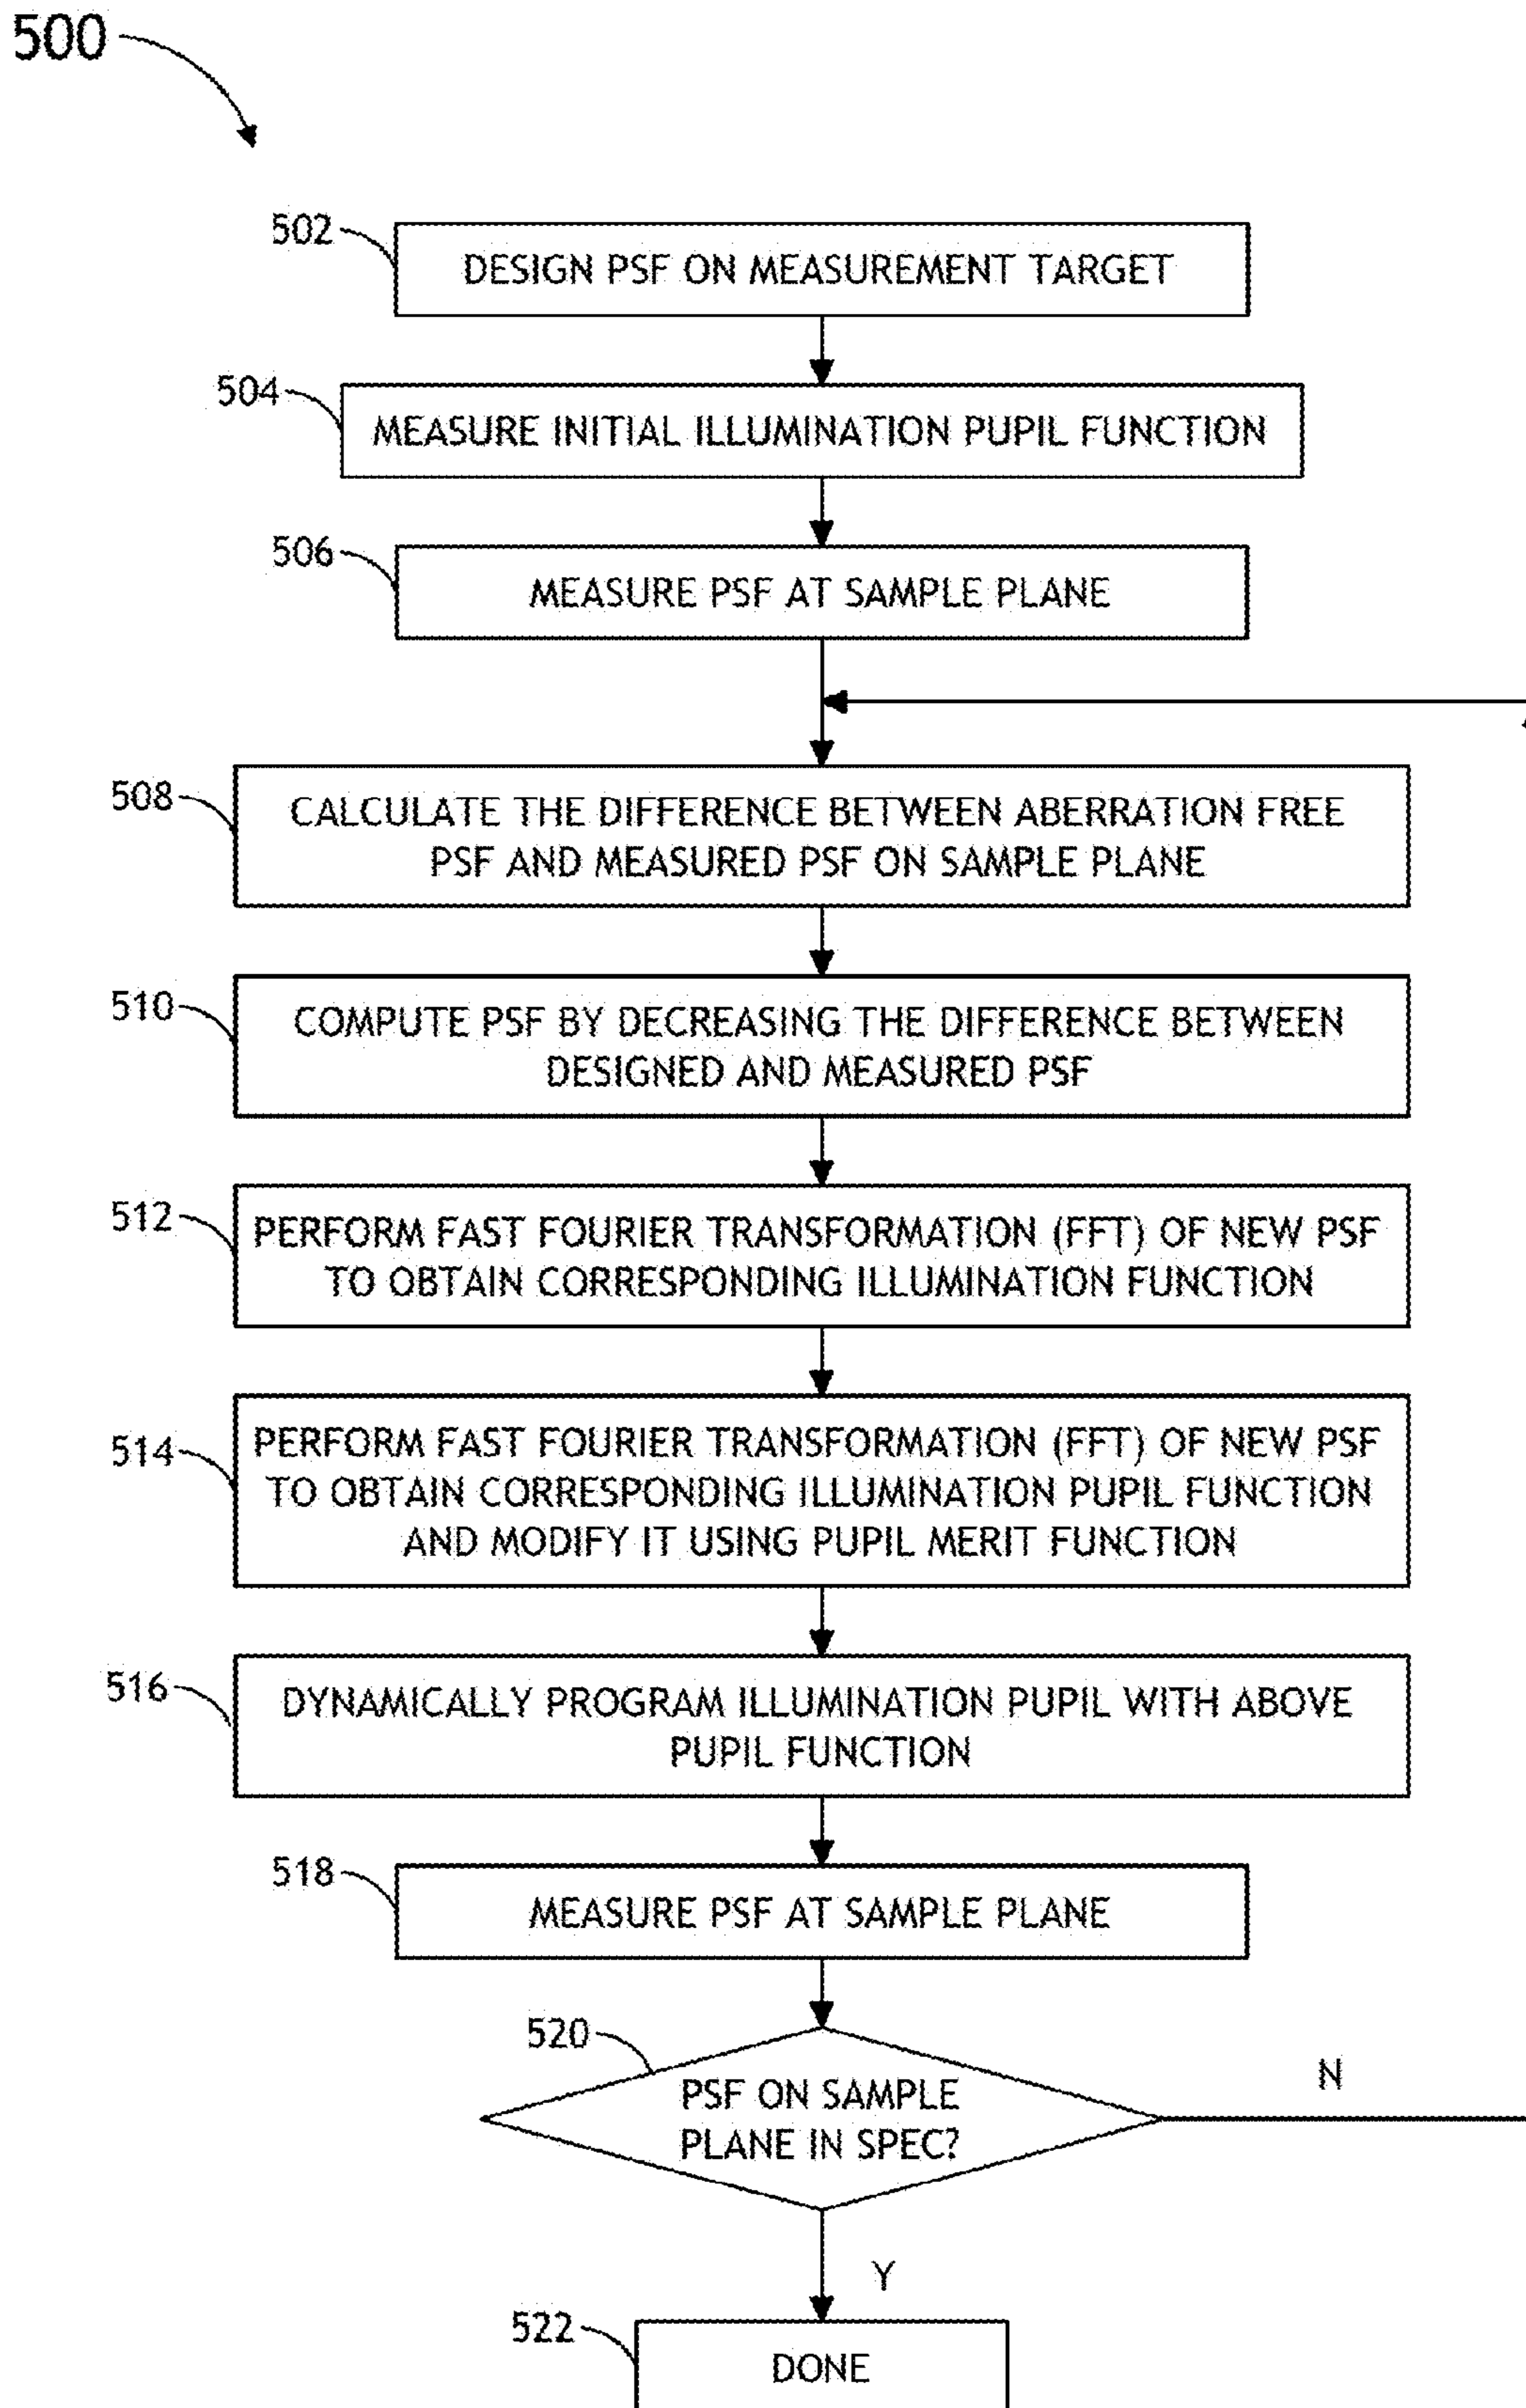 500
502
DESIGN PSF ON MEASUREMENT TARGET
504
MEASURE INITIAL ILLUMINATION PUPIL FUNCTION
506
MEASURE PSF AT SAMPLE PLANE
508
CALCULATE THE DIFFERENCE BETWEEN ABERRATION FREE
PSF AND MEASURED PSF ON SAMPLE PLANE
510
COMPUTE PSF BY DECREASING THE DIFFERENCE BETWEEN
DESIGNED AND MEASURED PSF
512
PERFORM FAST FOURIER TRANSFORMATION (FFT) OF NEW PSF
TO OBTAIN CORRESPONDING ILLUMINATION FUNCTION
514
PERFORM FAST FOURIER TRANSFORMATION (FFT) OF NEW PSF
TO OBTAIN CORRESPONDING ILLUMINATION PUPIL FUNCTION
AND MODIFY IT USING PUPIL MERIT FUNCTION
516
DYNAMICALLY PROGRAM ILLUMINATION PUPIL WITH ABOVE
PUPIL FUNCTION
518
MEASURE PSF AT SAMPLE PLANE
520
PSF ON SAMPLE
PLANE IN SPEC?
N
Y
522
DONE